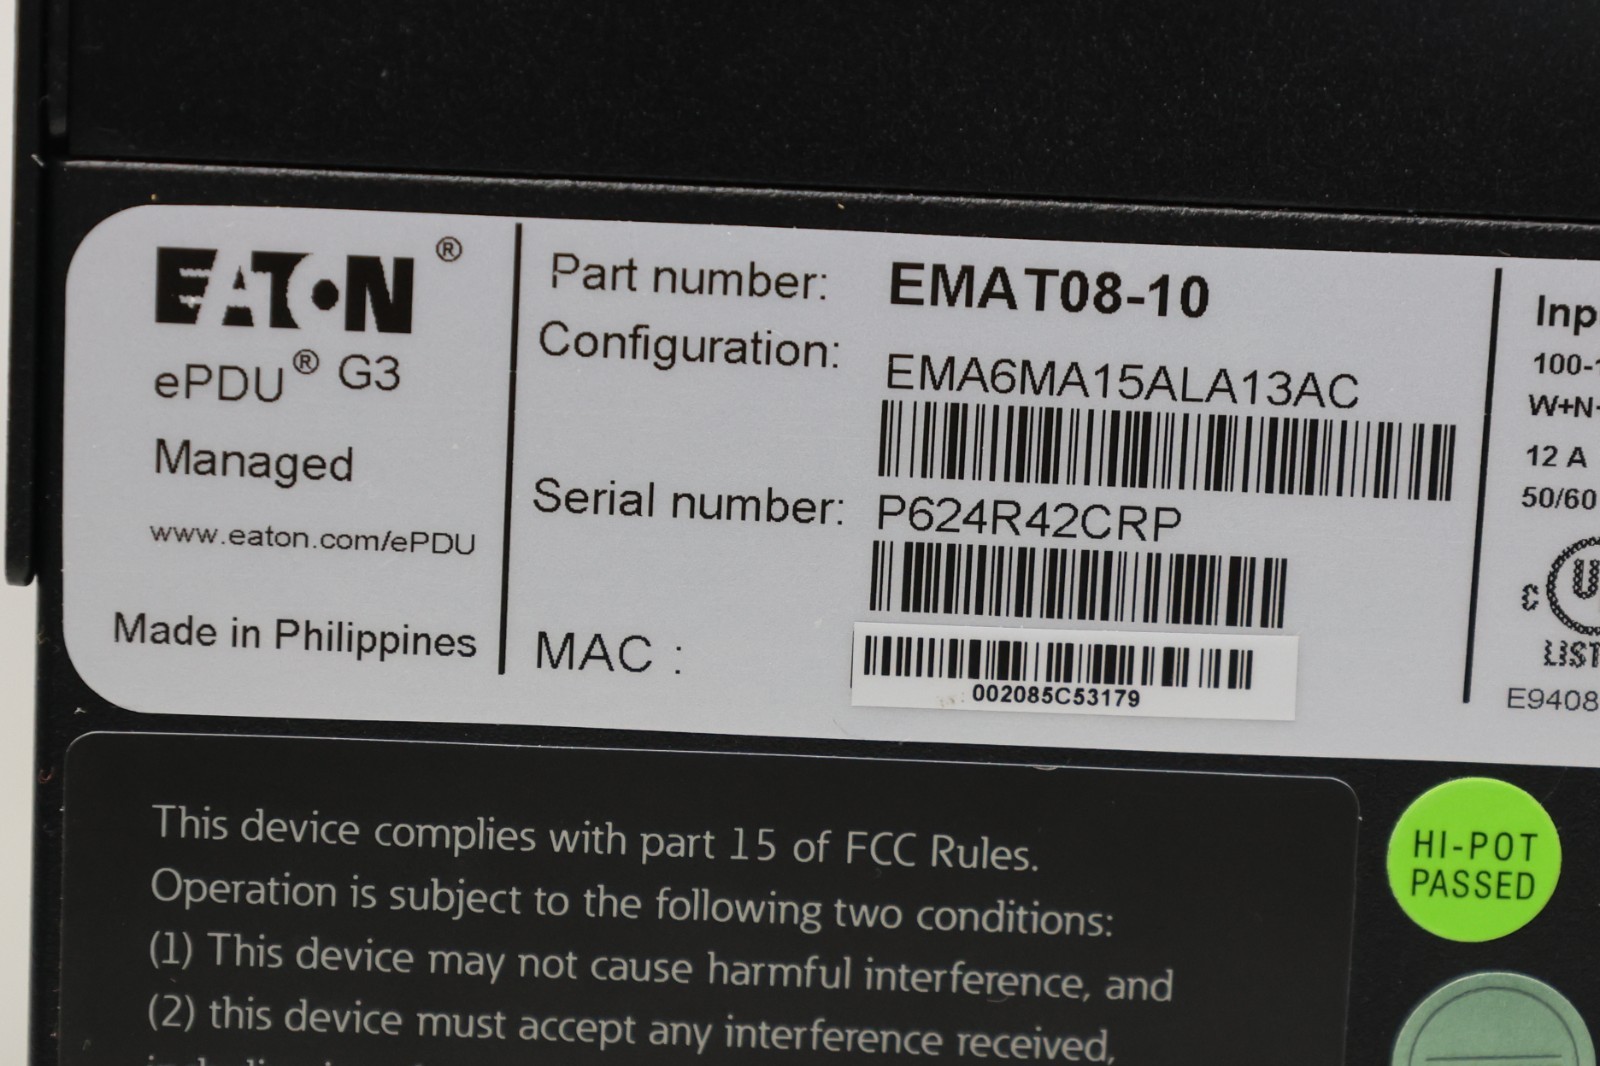 EATON ®
ePDU® G3
Managed
www.eaton.com/ePDU
Made in Philippines
Part number: EMAT08-10
Configuration: EMA6MA15ALA13AC
Serial number: P624R42CRP
MAC :
002085C53179
Inp
100-
W+N-
12 A
50/60
c U
LIST
E9408
This device complies with part 15 of FCC Rules.
Operation is subject to the following two conditions:
(1) This device may not cause harmful interference, and
(2) this device must accept any interference received,
HI-POT
PASSED